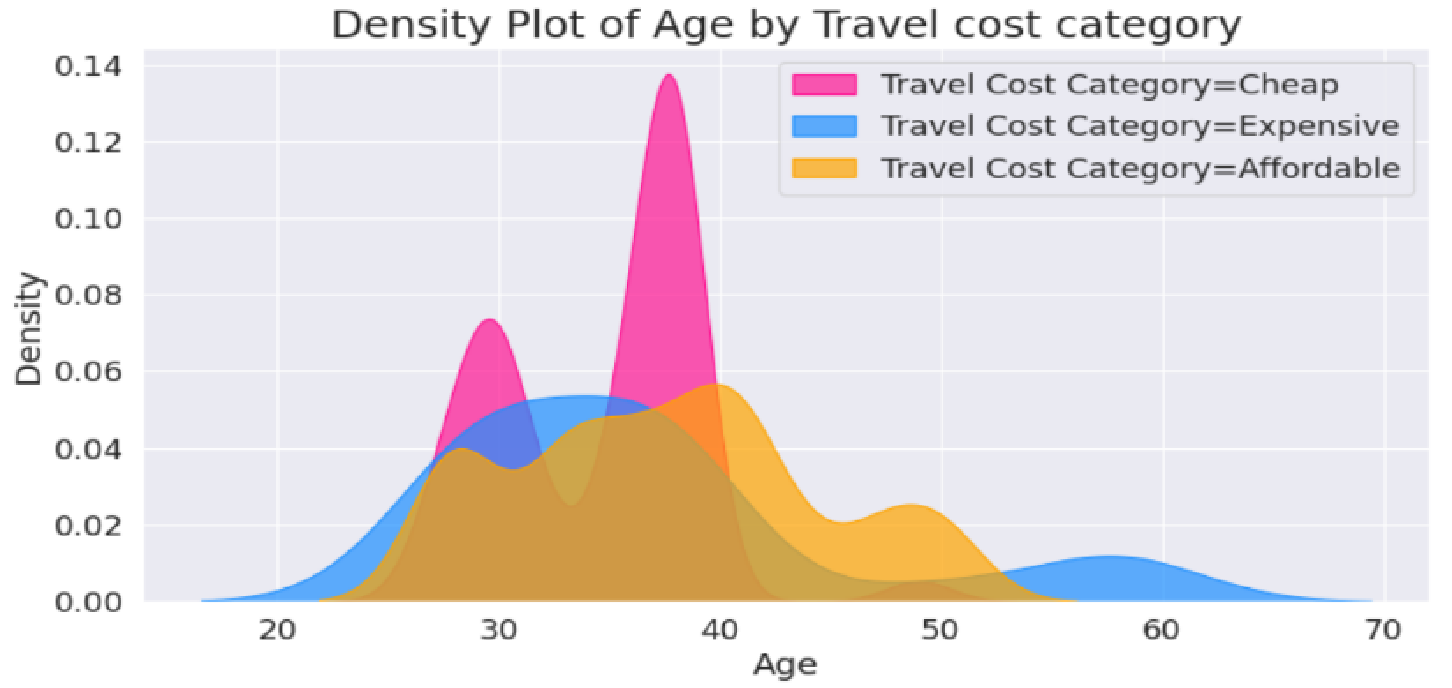 Density Plot of Age by Travel cost category
Travel Cost Category=Cheap
Travel Cost Category=Expensive
Travel Cost Category=Affordable
Density
0.14
0.12
0.10
0.08
0.06
0.04
0.02
0.00
20 30 40 50 60 70
Age